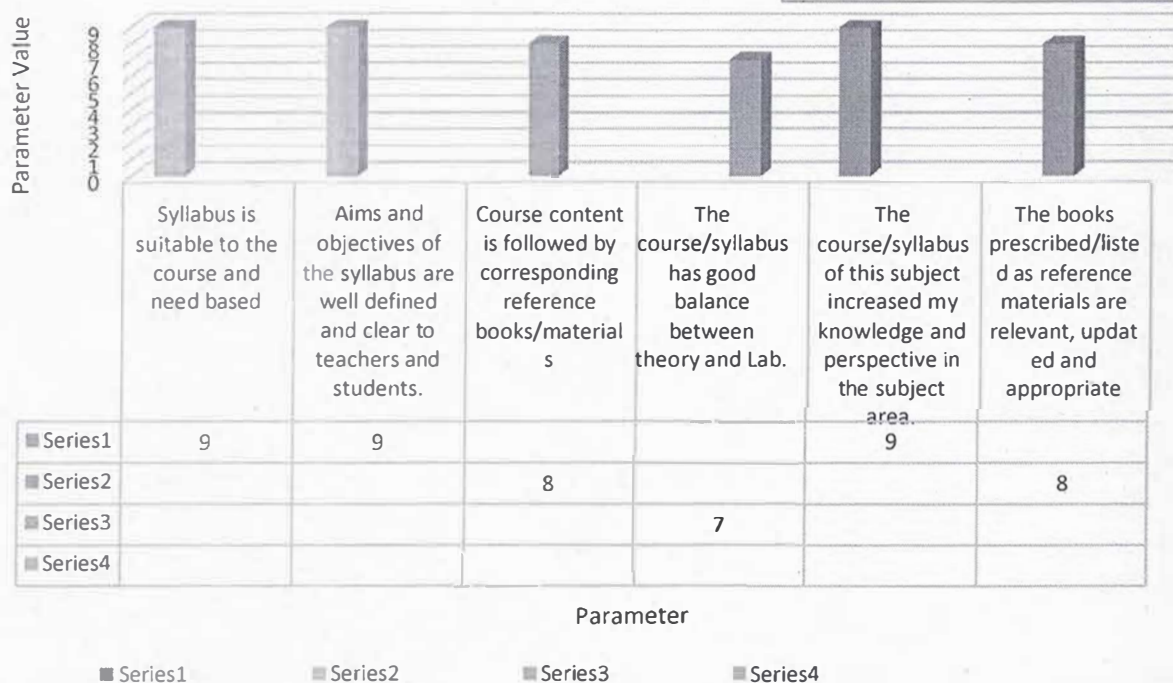 Parameter Value
9
8
7
6
5
4
3
2
1
0
Syllabus is
suitable to the
course and
need based
Aims and
objectives of
the syllabus are
well defined
and clear to
teachers and
students.
Course content
is followed by
corresponding
reference
books/material
s
The
course/syllabus
has good
balance
between
theory and Lab.
The
course/syllabus
of this subject
increased my
knowledge and
perspective in
the subject
area.
The books
prescribed/liste
d as reference
materials are
relevant, updat
ed and
appropriate
Series1 9 9 9
Series2 8 8
Series3 7
Series4
Parameter
Series1 Series2 Series3 Series4